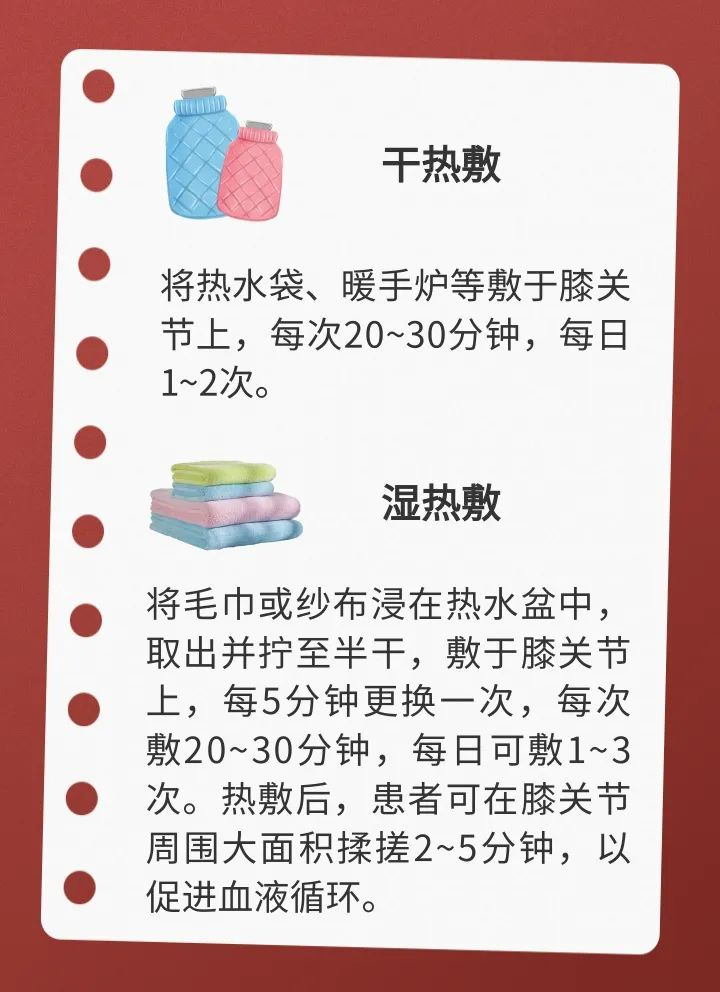 干热敷
将热水袋、暖手炉等敷于膝关
节上，每次20~30分钟，每日
1~2次。
湿热敷
将毛巾或纱布浸在热水盆中，
取出并拧至半干，敷于膝关节
上，每5分钟更换一次，每次
敷20~30分钟，每日可敷1~3
次。热敷后，患者可在膝关节
周围大面积揉搓2~5分钟，以
促进血液循环。